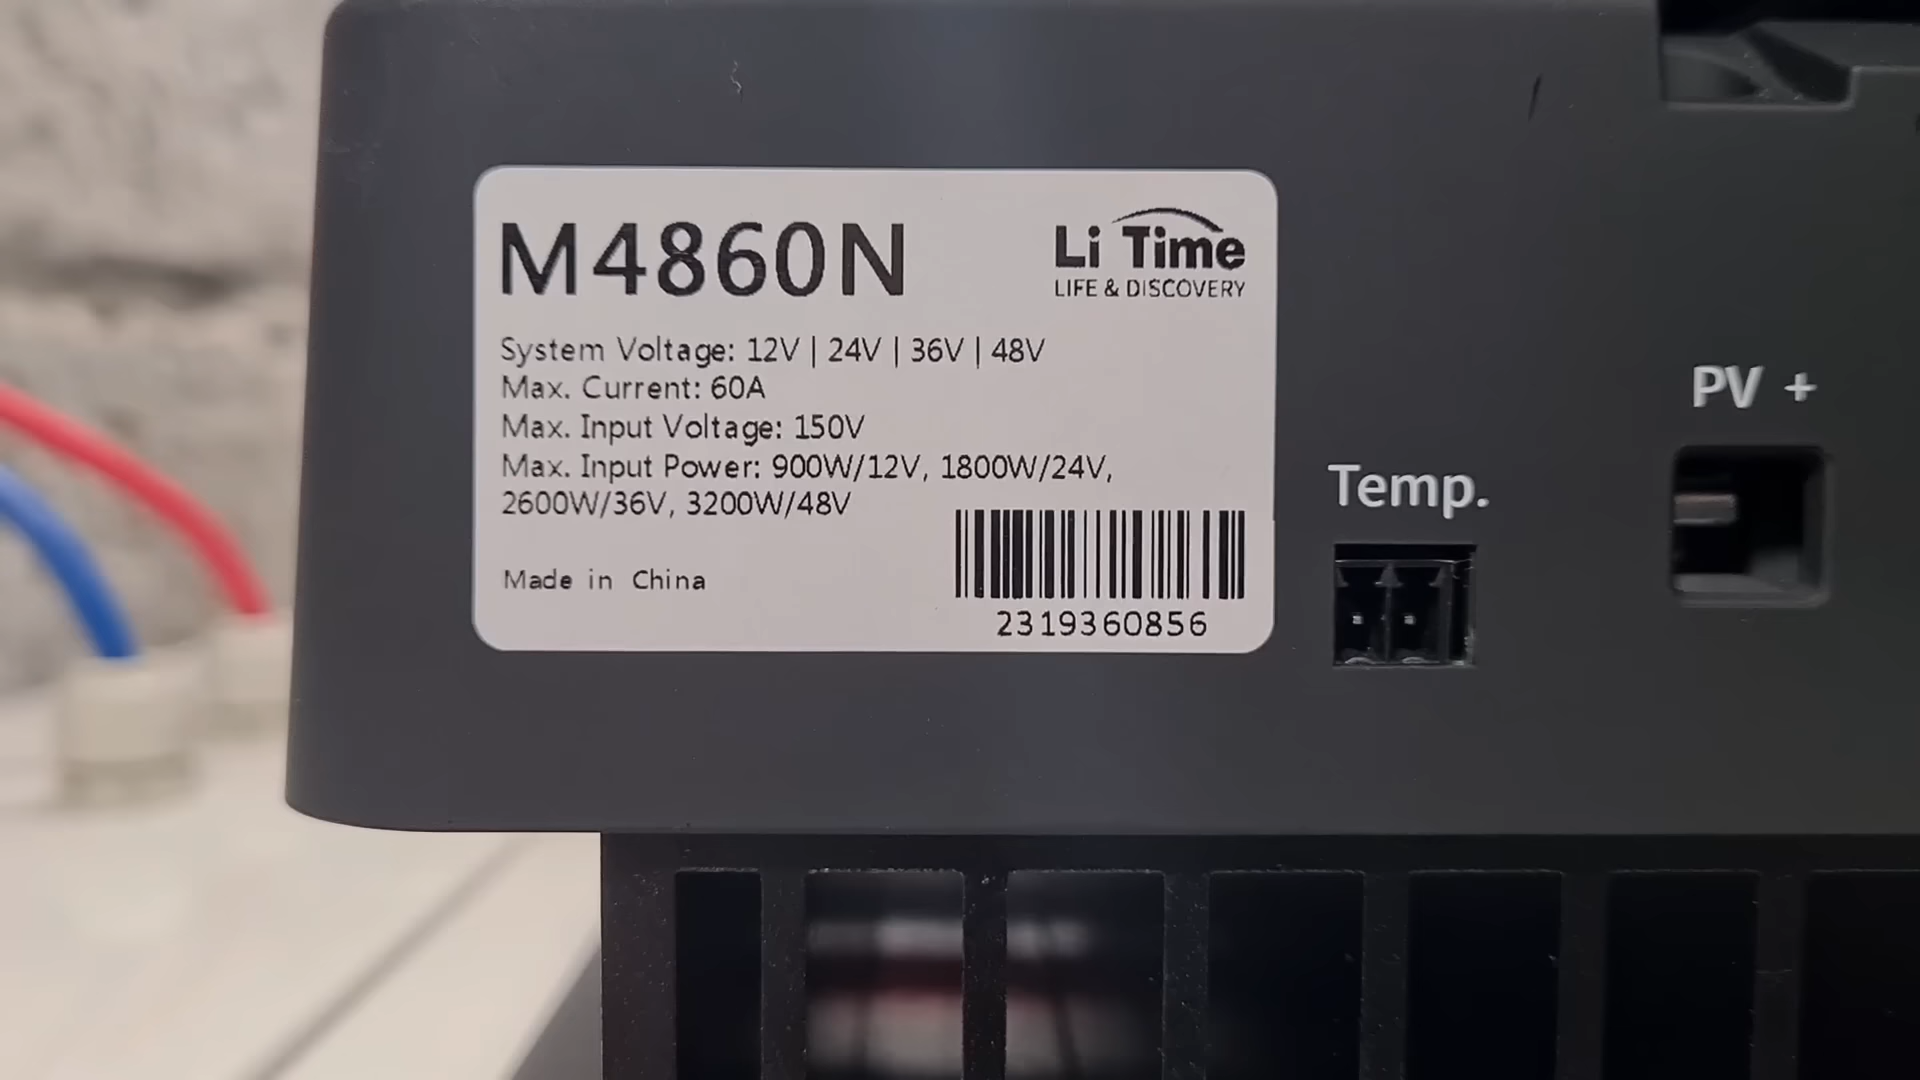 M4860N
Li Time
LIFE & DISCOVERY
System Voltage: 12V | 24V | 36V | 48V
Max. Current: 60A
Max. Input Voltage: 150V
Max. Input Power: 900W/12V, 1800W/24V,
2600W/36V, 3200W/48V
Made in China
2319360856
Temp.
PV +